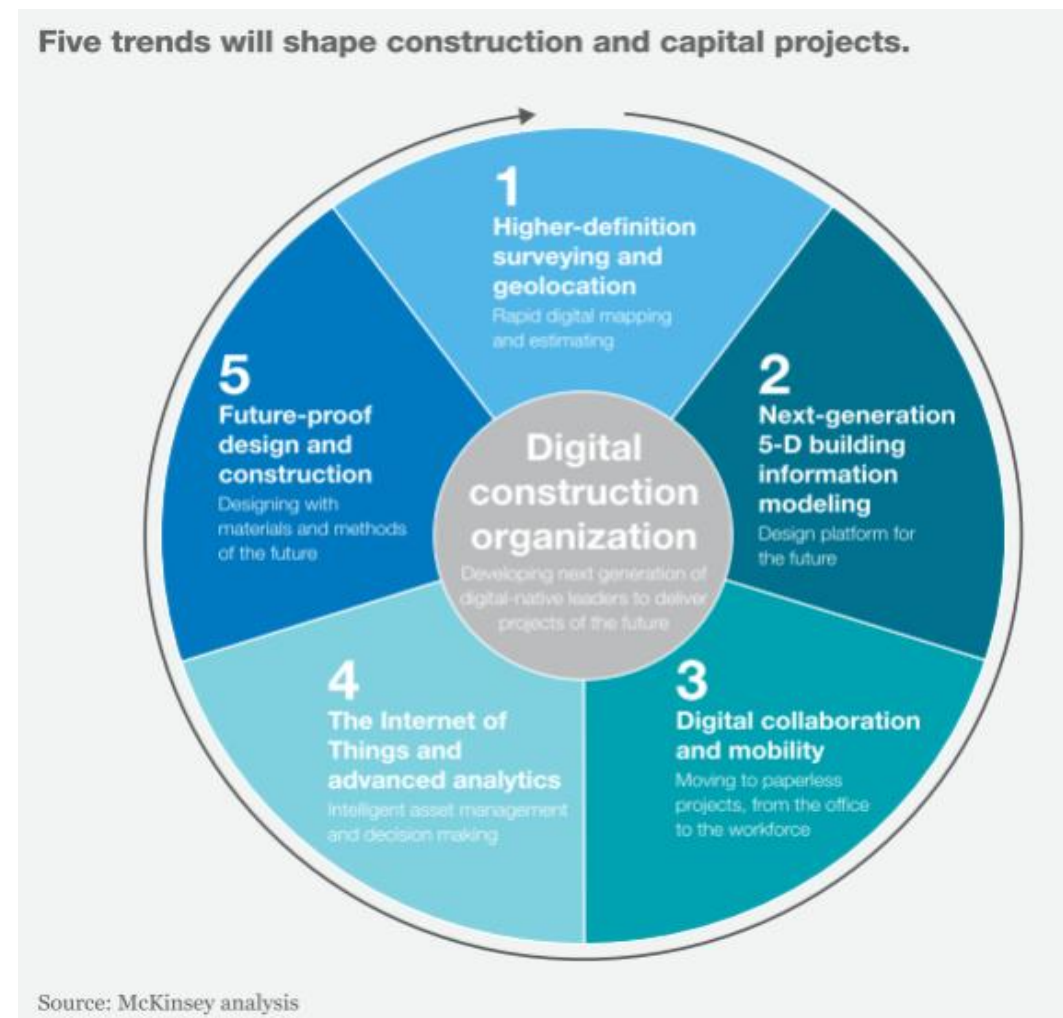 Five trends will shape construction and capital projects.
1
Higher-definition
surveying and
geolocation
Rapid digital mapping
and estimating
2
Next-generation
5-D building
information
modeling
Design platform for
the future
3
Digital collaboration
and mobility
Moving to paperless
projects, from the office
to the workforce
4
The Internet of
Things and
advanced analytics
Intelligent asset management
and decision making
5
Future-proof
design and
construction
Designing with
materials and methods
of the future
Digital
construction
organization
Developing next generation of
digital-native leaders to deliver
projects of the future
Source: McKinsey analysis